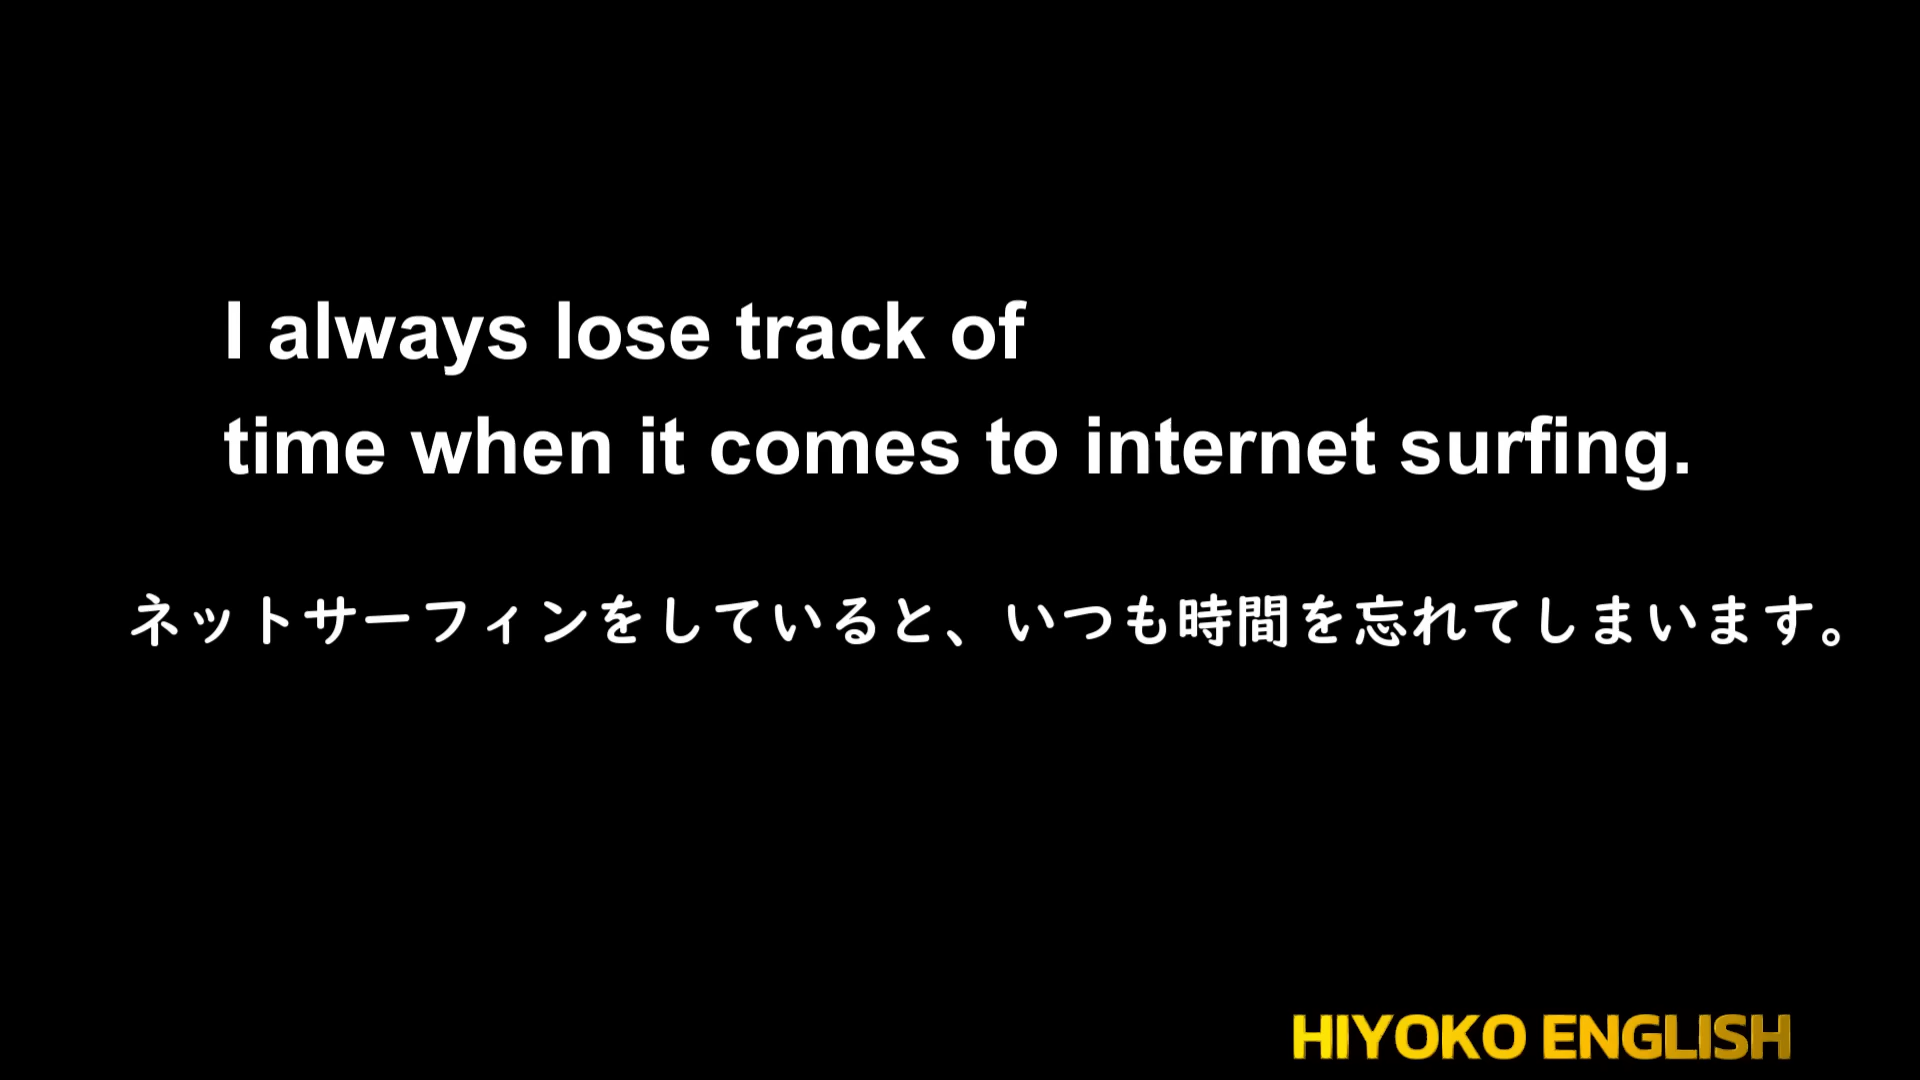 I always lose track of
time when it comes to internet surfing.
ネットサーフィンをしていると、いつも時間を忘れてしまいます。
HIYOKO ENGLISH